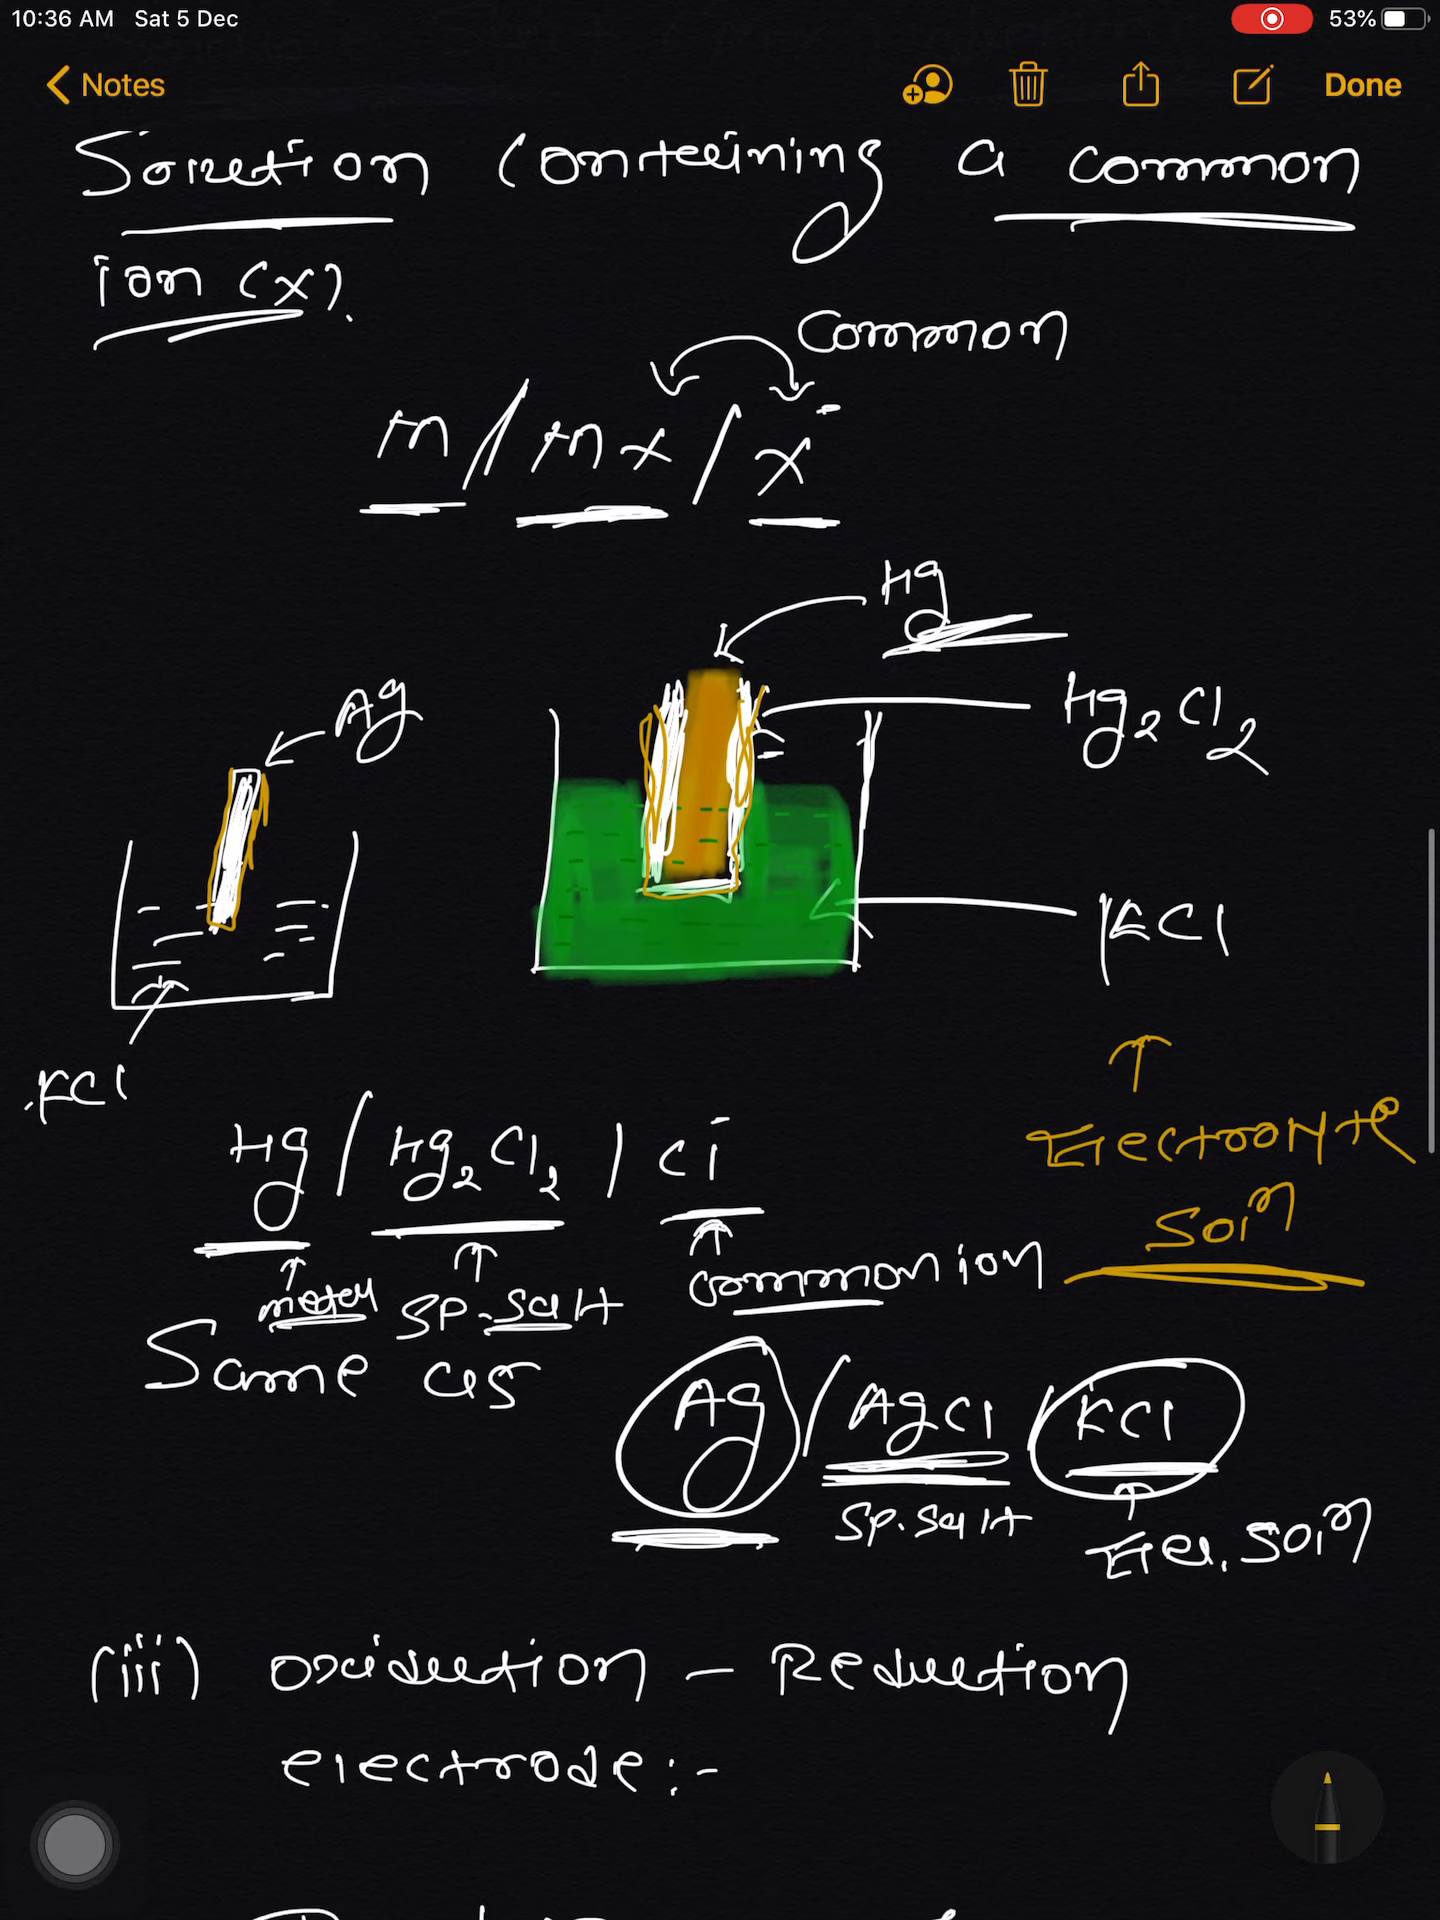 10:36 AM Sat 5 Dec 53%
Notes Done
Solution containing a common
ion (x).
Common
M / MX / X⁻
Hg
Ag
Hg₂Cl₂
KCl
KCl
Electrolyte
Solⁿ
Hg / Hg₂Cl₂ / Cl⁻
metal sp. salt common ion
Same as
Ag / AgCl / KCl
Sp. salt
Ele. Solⁿ
(iii) Oxidation - Reduction
electrode :-